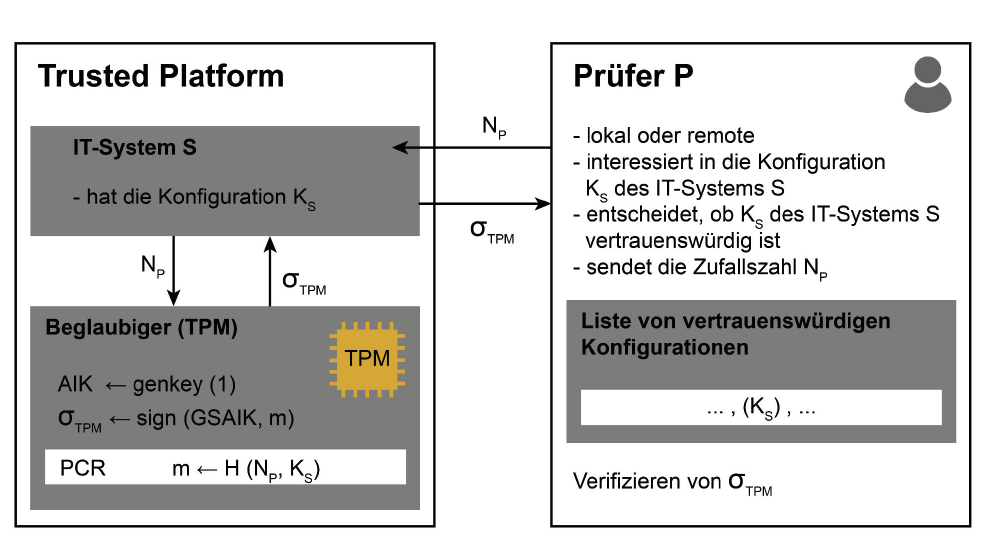 Trusted Platform
IT-System S
- hat die Konfiguration K_S
N_P
σ_TPM
Beglaubiger (TPM)
TPM
AIK ← genkey (1)
σ_TPM ← sign (GSAIK, m)
PCR m ← H (N_P, K_S)
N_P
σ_TPM
Prüfer P
- lokal oder remote
- interessiert in die Konfiguration
K_S des IT-Systems S
- entscheidet, ob K_S des IT-Systems S
vertrauenswürdig ist
- sendet die Zufallszahl N_P
Liste von vertrauenswürdigen
Konfigurationen
... , (K_S) , ...
Verifizieren von σ_TPM